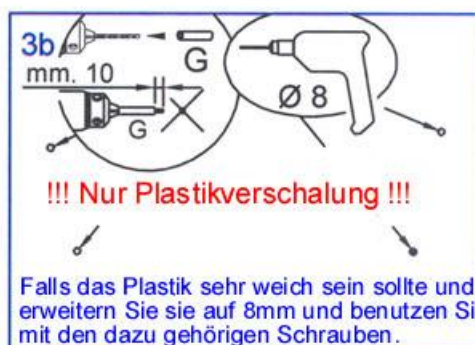 3b
G
mm. 10
G
Ø 8
!!! Nur Plastikverschalung !!!
Falls das Plastik sehr weich sein sollte und
erweitern Sie sie auf 8mm und benutzen Si
mit den dazu gehörigen Schrauben.